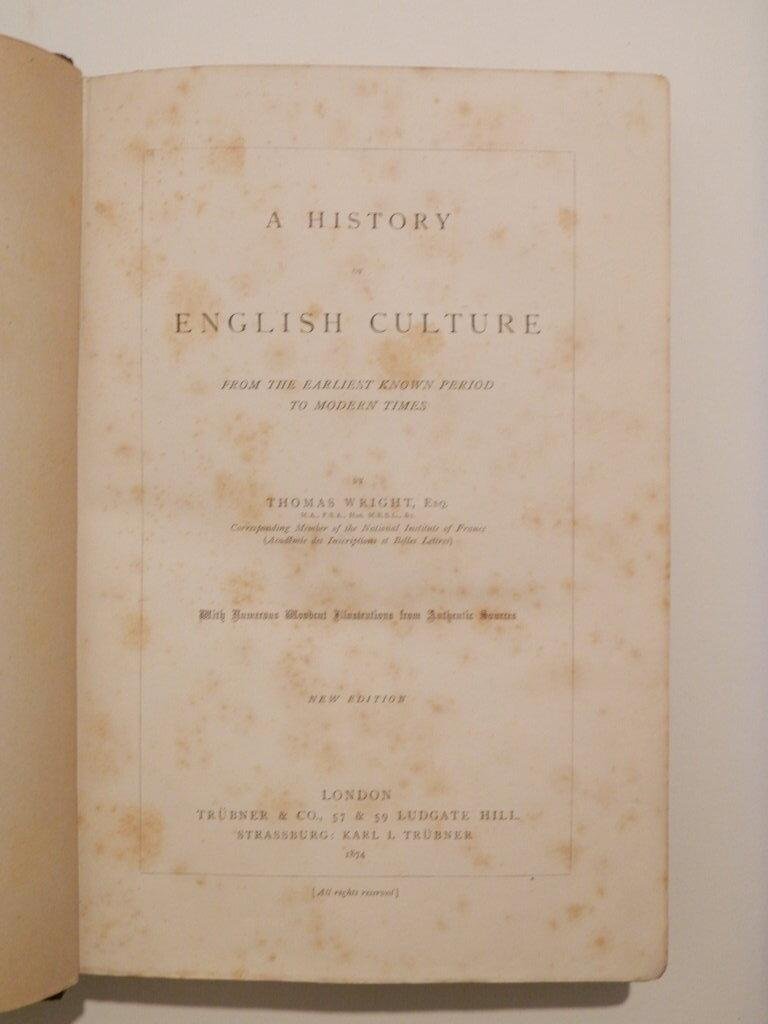 A HISTORY
OF
ENGLISH CULTURE
FROM THE EARLIEST KNOWN PERIOD
TO MODERN TIMES
BY
THOMAS WRIGHT, ESQ.
M.A., F.S.A., HON. M.R.S.L., &c.
Corresponding Member of the National Institute of France
(Académie des Inscriptions et Belles Lettres)
With Numerous Woodcut Illustrations from Authentic Sources
NEW EDITION
LONDON
TRÜBNER & CO., 57 & 59 LUDGATE HILL.
STRASSBURG: KARL I. TRÜBNER
1874
[All rights reserved]